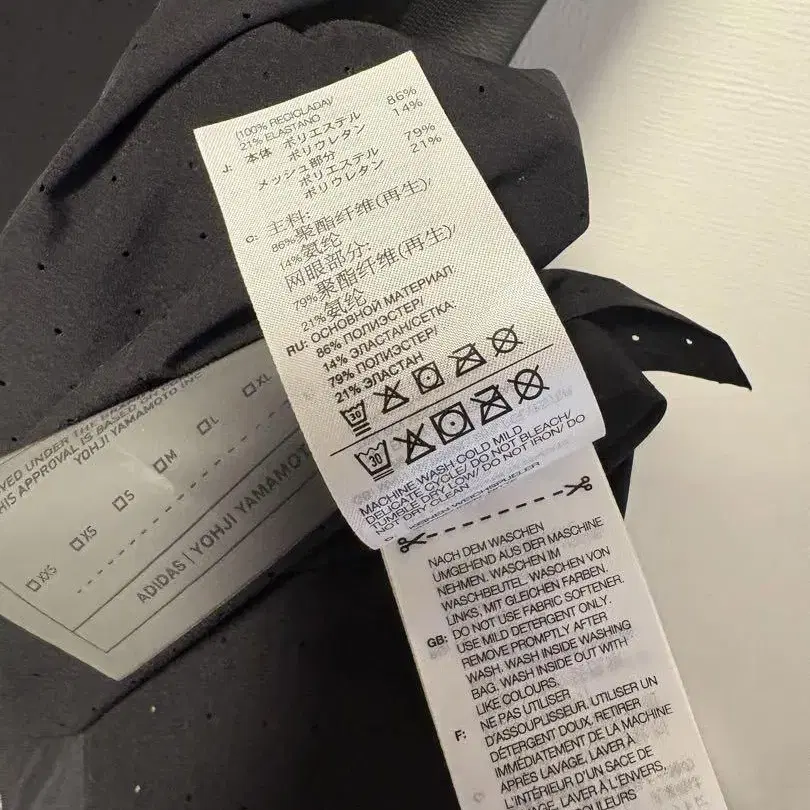 (100% RECICLADA)/
21% ELASTANO
J: 本体 ポリエステル 86%
ポリウレタン 14%
メッシュ部分
ポリエステル 79%
ポリウレタン 21%
C: 主料:
86%聚酯纤维(再生)/
14%氨纶
网眼部分:
79%聚酯纤维(再生)/
21%氨纶
RU: ОСНОВНОЙ МАТЕРИАЛ:
86% ПОЛИЭСТЕР/
14% ЭЛАСТАН/СЕТКА:
79% ПОЛИЭСТЕР/
21% ЭЛАСТАН
30
30
MACHINE WASH COLD MILD
DELICATE CYCLE/ DO NOT BLEACH/
TUMBLE DRY LOW/ DO NOT IRON/ DO
NOT DRY CLEAN
WEICHSPÜLER
NACH DEM WASCHEN
UMGEHEND AUS DER MASCHINE
NEHMEN. WASCHEN IM
WASCHBEUTEL. WASCHEN VON
LINKS, MIT GLEICHEN FARBEN.
GB: DO NOT USE FABRIC SOFTENER.
USE MILD DETERGENT ONLY.
REMOVE PROMPTLY AFTER
WASH. WASH INSIDE WASHING
BAG. WASH INSIDE OUT WITH
LIKE COLOURS.
F: NE PAS UTILISER
D'ASSOUPLISSEUR. UTILISER UN
DÉTERGENT DOUX. RETIRER
IMMÉDIATEMENT DE LA MACHINE
APRÈS LAVAGE. LAVER À
L'INTÉRIEUR D'UN SAC DE
LAVAGE. LAVER À L'ENVERS,
COULEURS
UNDER THE
THIS APPROVAL IS BASED
YOHJI YAMAMOTO INC
XXS XS S M L XL
ADIDAS | YOHJI YAMAMOTO